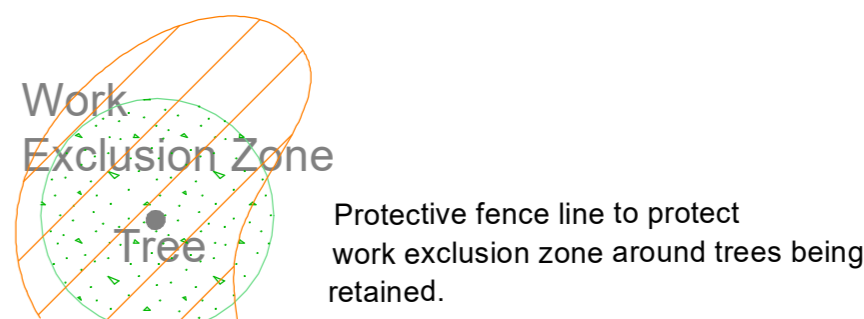 Work
Exclusion Zone
Tree
Protective fence line to protect
work exclusion zone around trees being
retained.